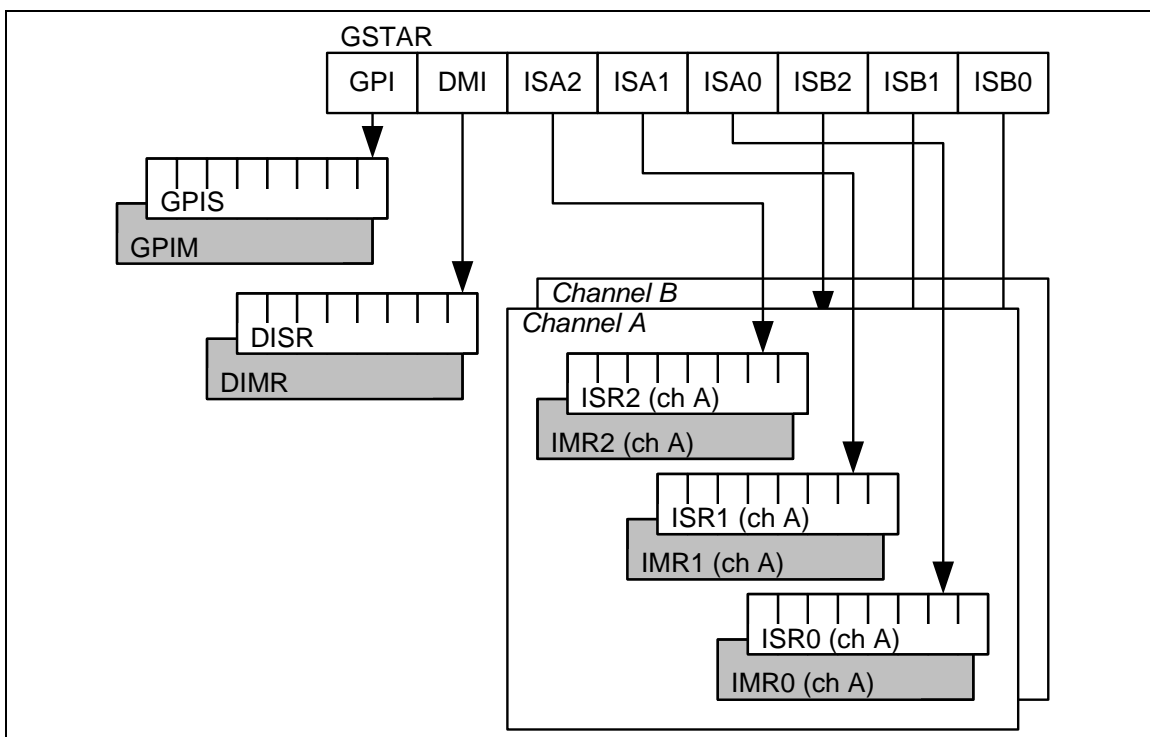 GSTAR
GPI DMI ISA2 ISA1 ISA0 ISB2 ISB1 ISB0
GPIS
GPIM
DISR
DIMR
Channel B
Channel A
ISR2 (ch A)
IMR2 (ch A)
ISR1 (ch A)
IMR1 (ch A)
ISR0 (ch A)
IMR0 (ch A)